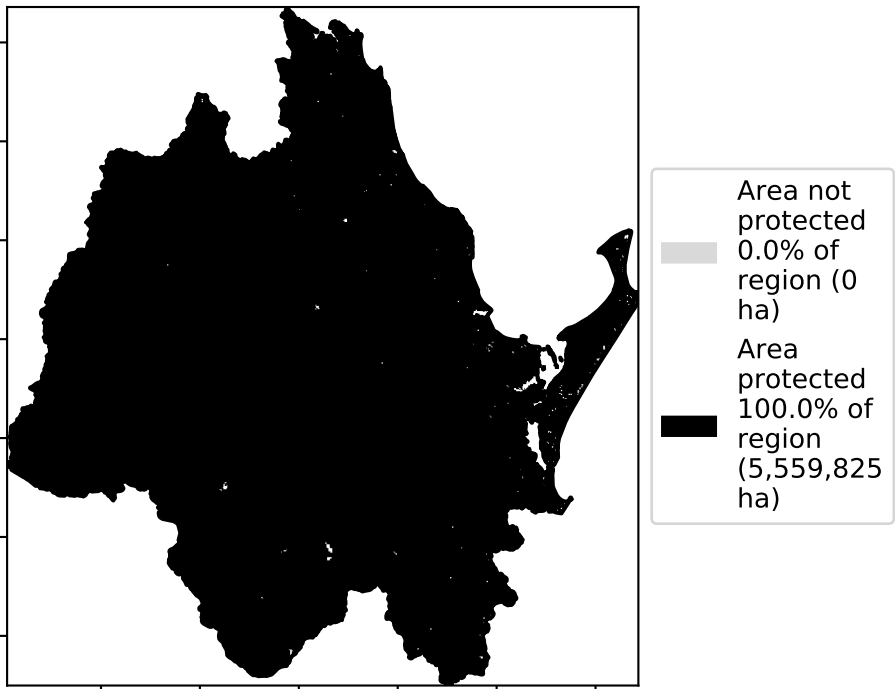 Area not
protected
0.0% of
region (0
ha)
Area
protected
100.0% of
region
(5,559,825
ha)